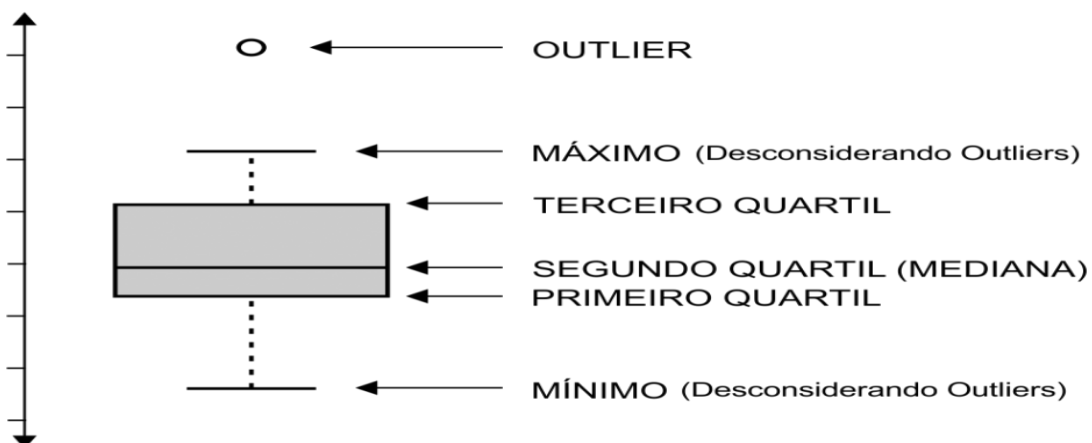 OUTLIER
MÁXIMO (Desconsiderando Outliers)
TERCEIRO QUARTIL
SEGUNDO QUARTIL (MEDIANA)
PRIMEIRO QUARTIL
MÍNIMO (Desconsiderando Outliers)